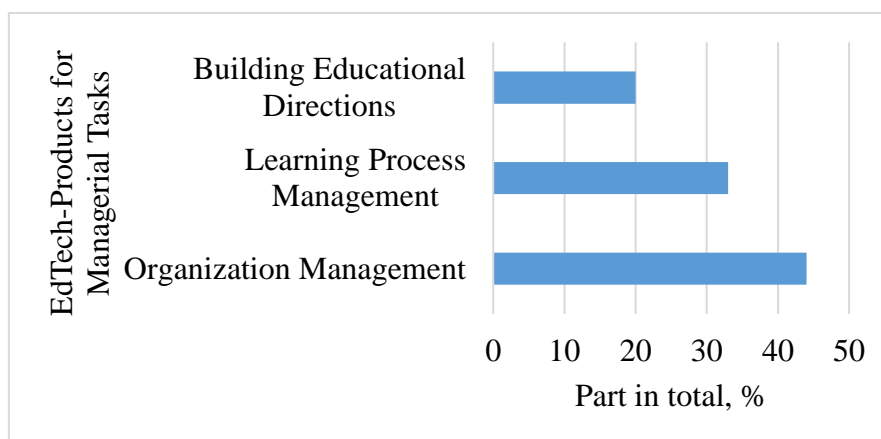 EdTech-Products for
Managerial Tasks
Building Educational
Directions
Learning Process
Management
Organization Management
0 10 20 30 40 50
Part in total, %